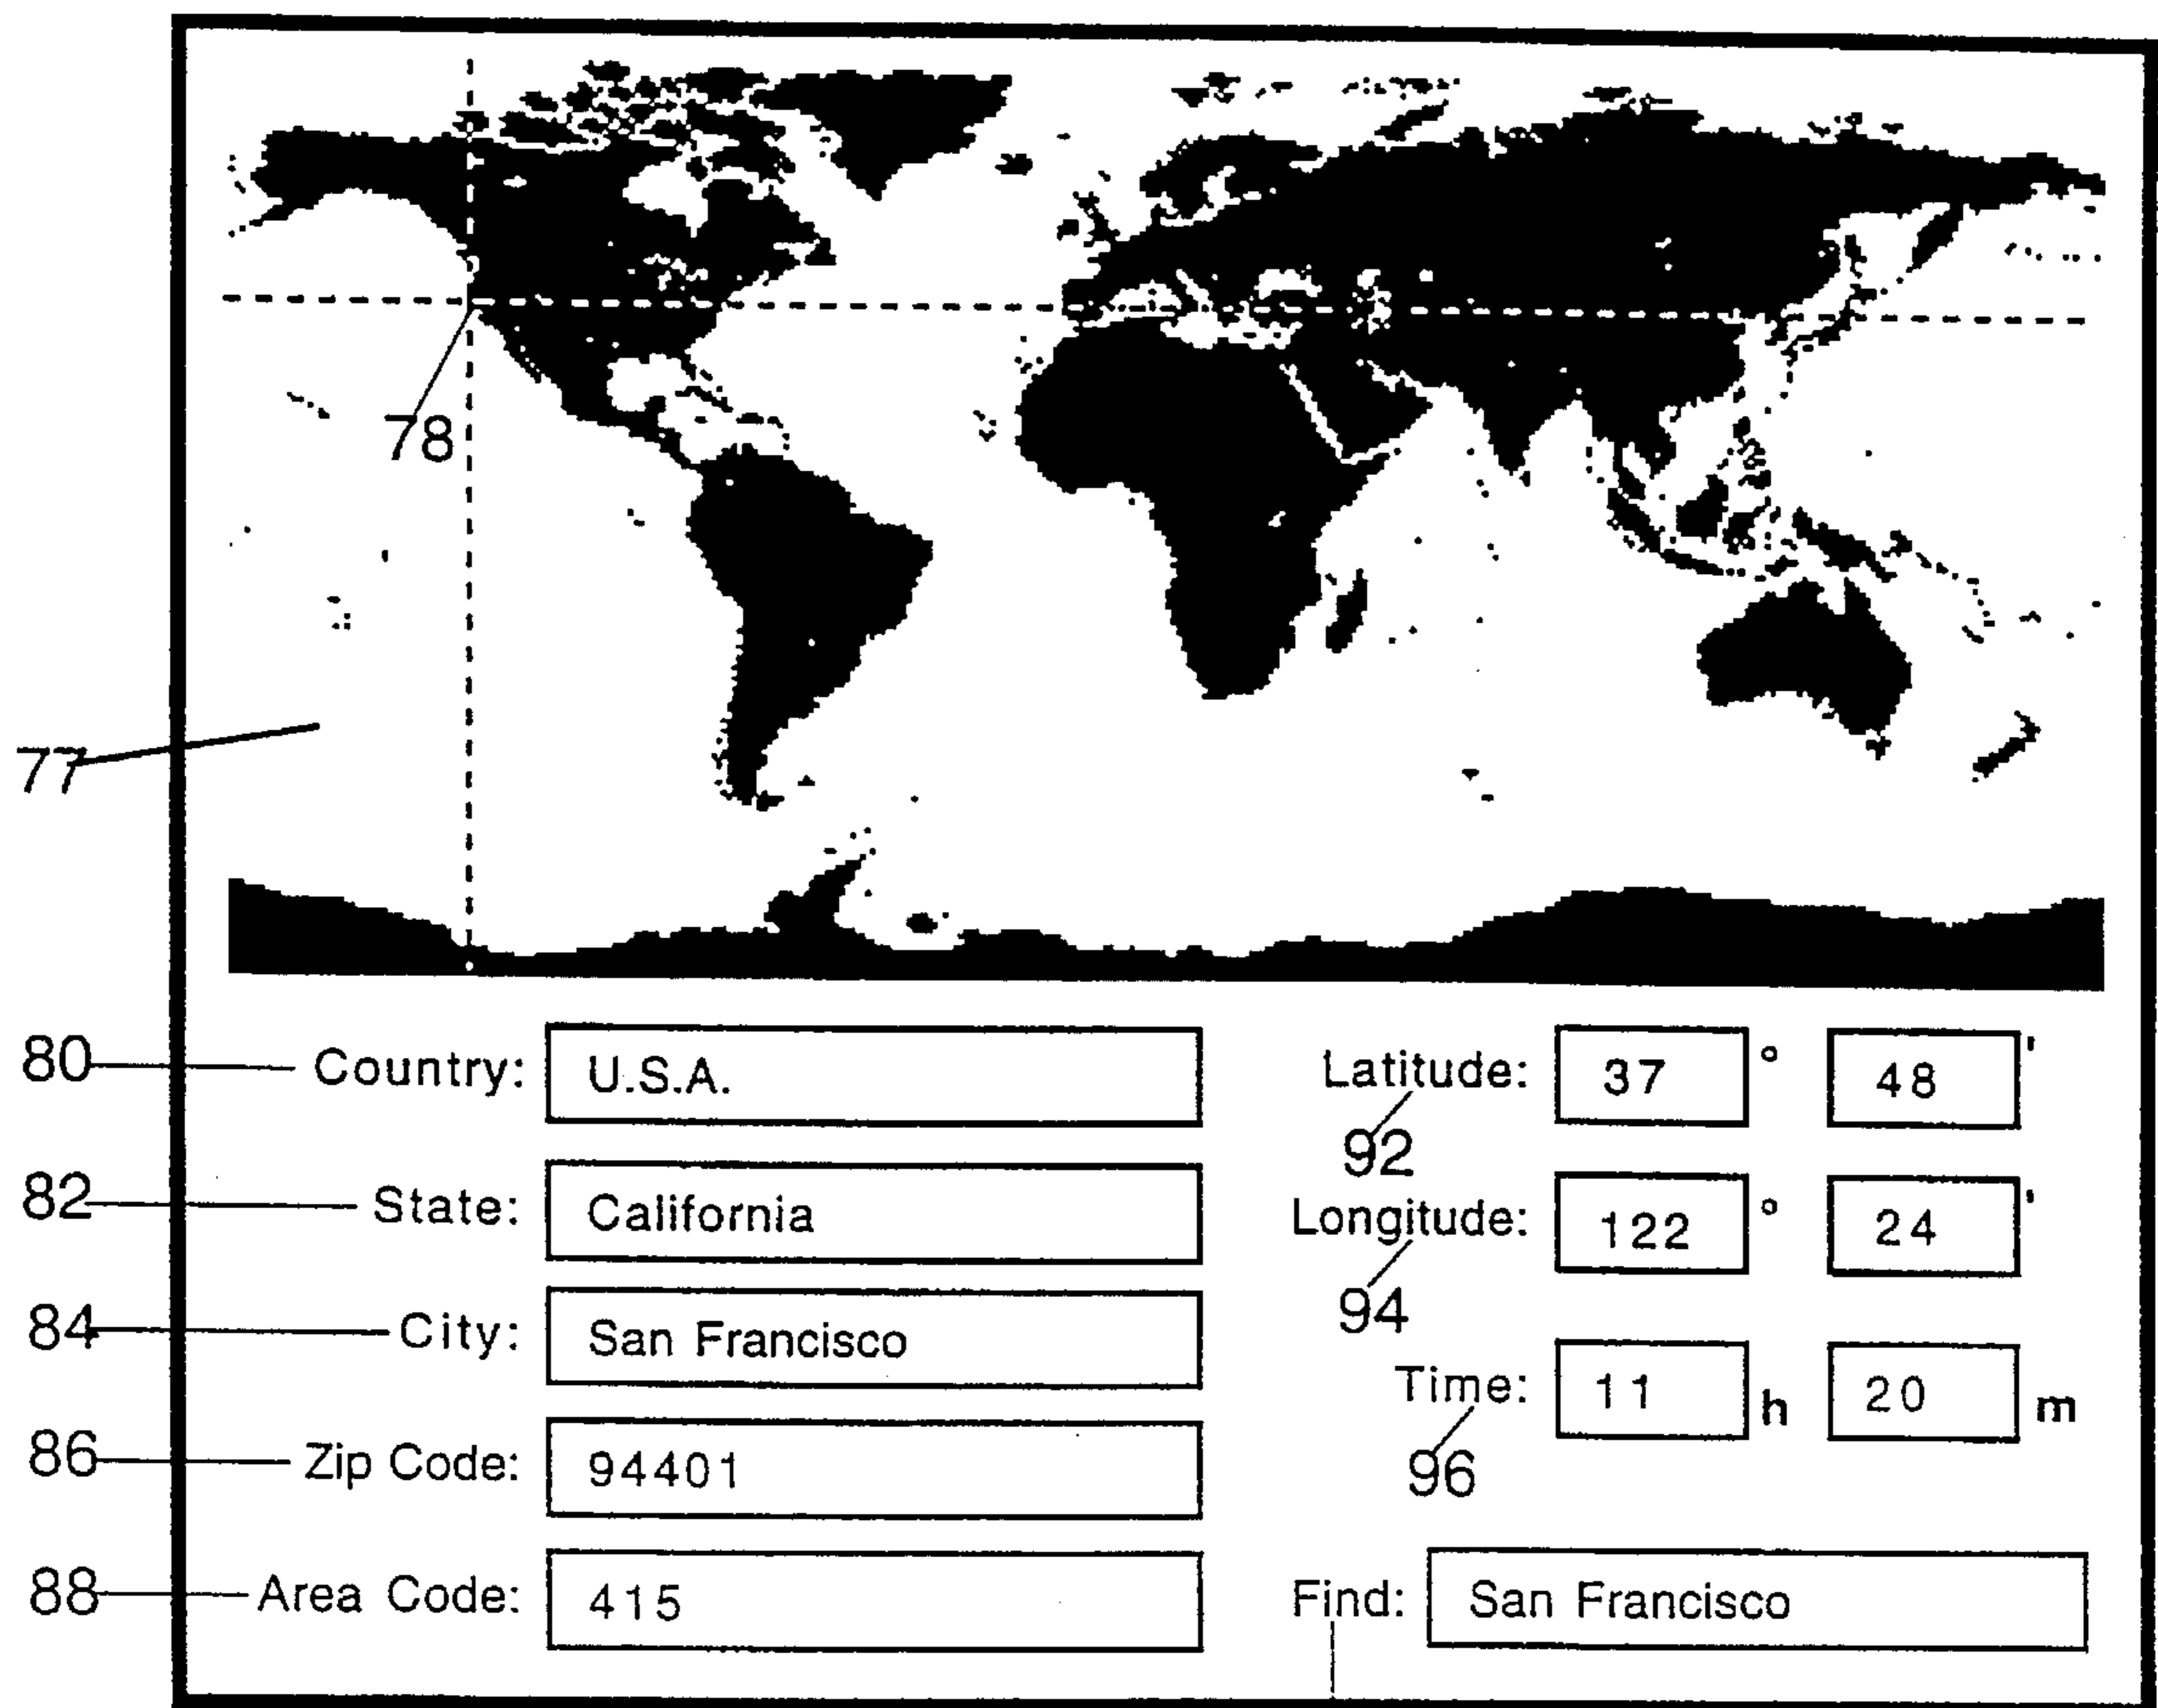 78
77
80 Country: U.S.A.
Latitude: 37 ° 48 '
92
82 State: California
Longitude: 122 ° 24 '
94
84 City: San Francisco
Time: 11 h 20 m
96
86 Zip Code: 94401
88 Area Code: 415
Find: San Francisco